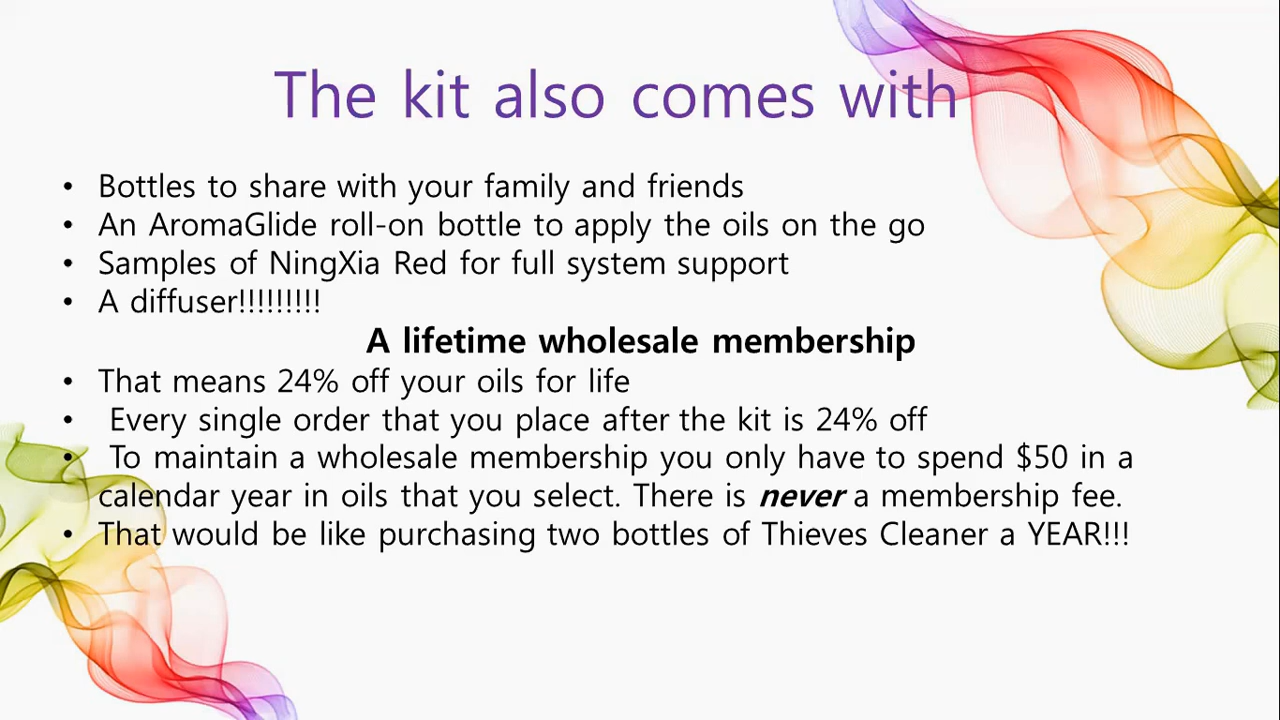 The kit also comes with
• Bottles to share with your family and friends
• An AromaGlide roll-on bottle to apply the oils on the go
• Samples of NingXia Red for full system support
• A diffuser!!!!!!!!!
A lifetime wholesale membership
• That means 24% off your oils for life
• Every single order that you place after the kit is 24% off
• To maintain a wholesale membership you only have to spend $50 in a
calendar year in oils that you select. There is never a membership fee.
• That would be like purchasing two bottles of Thieves Cleaner a YEAR!!!